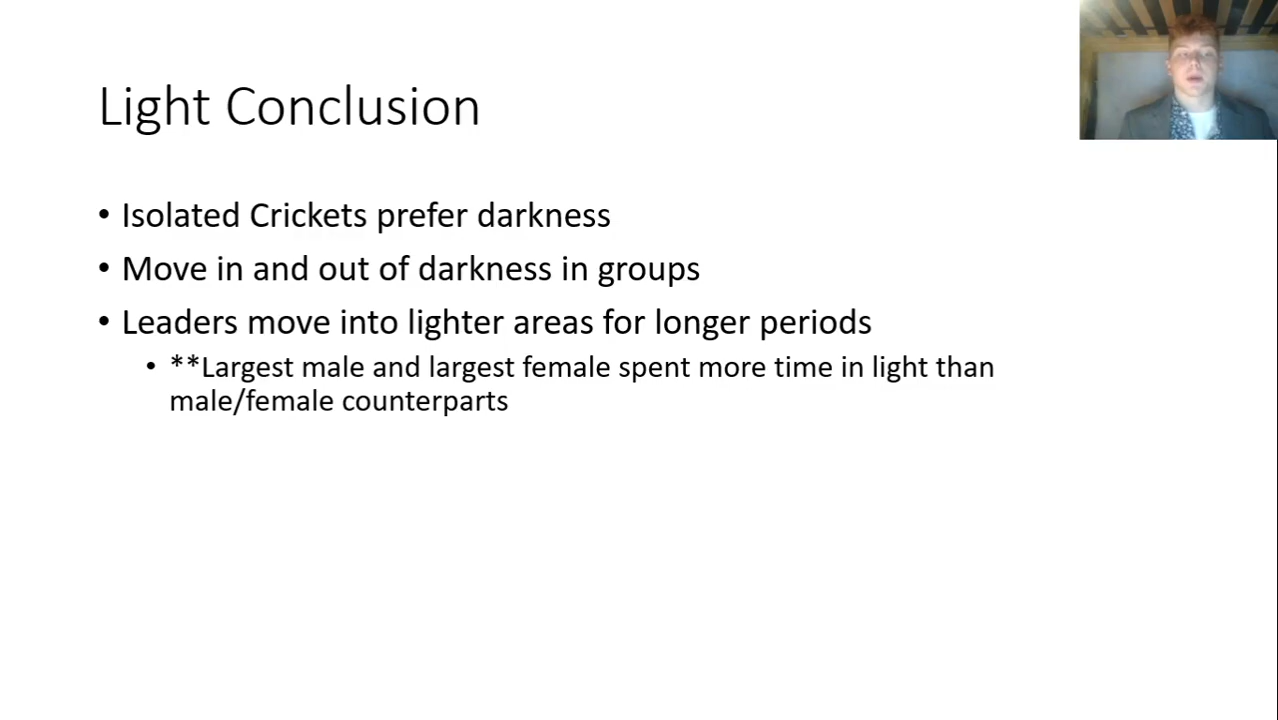 Light Conclusion
• Isolated Crickets prefer darkness
• Move in and out of darkness in groups
• Leaders move into lighter areas for longer periods
• **Largest male and largest female spent more time in light than
male/female counterparts